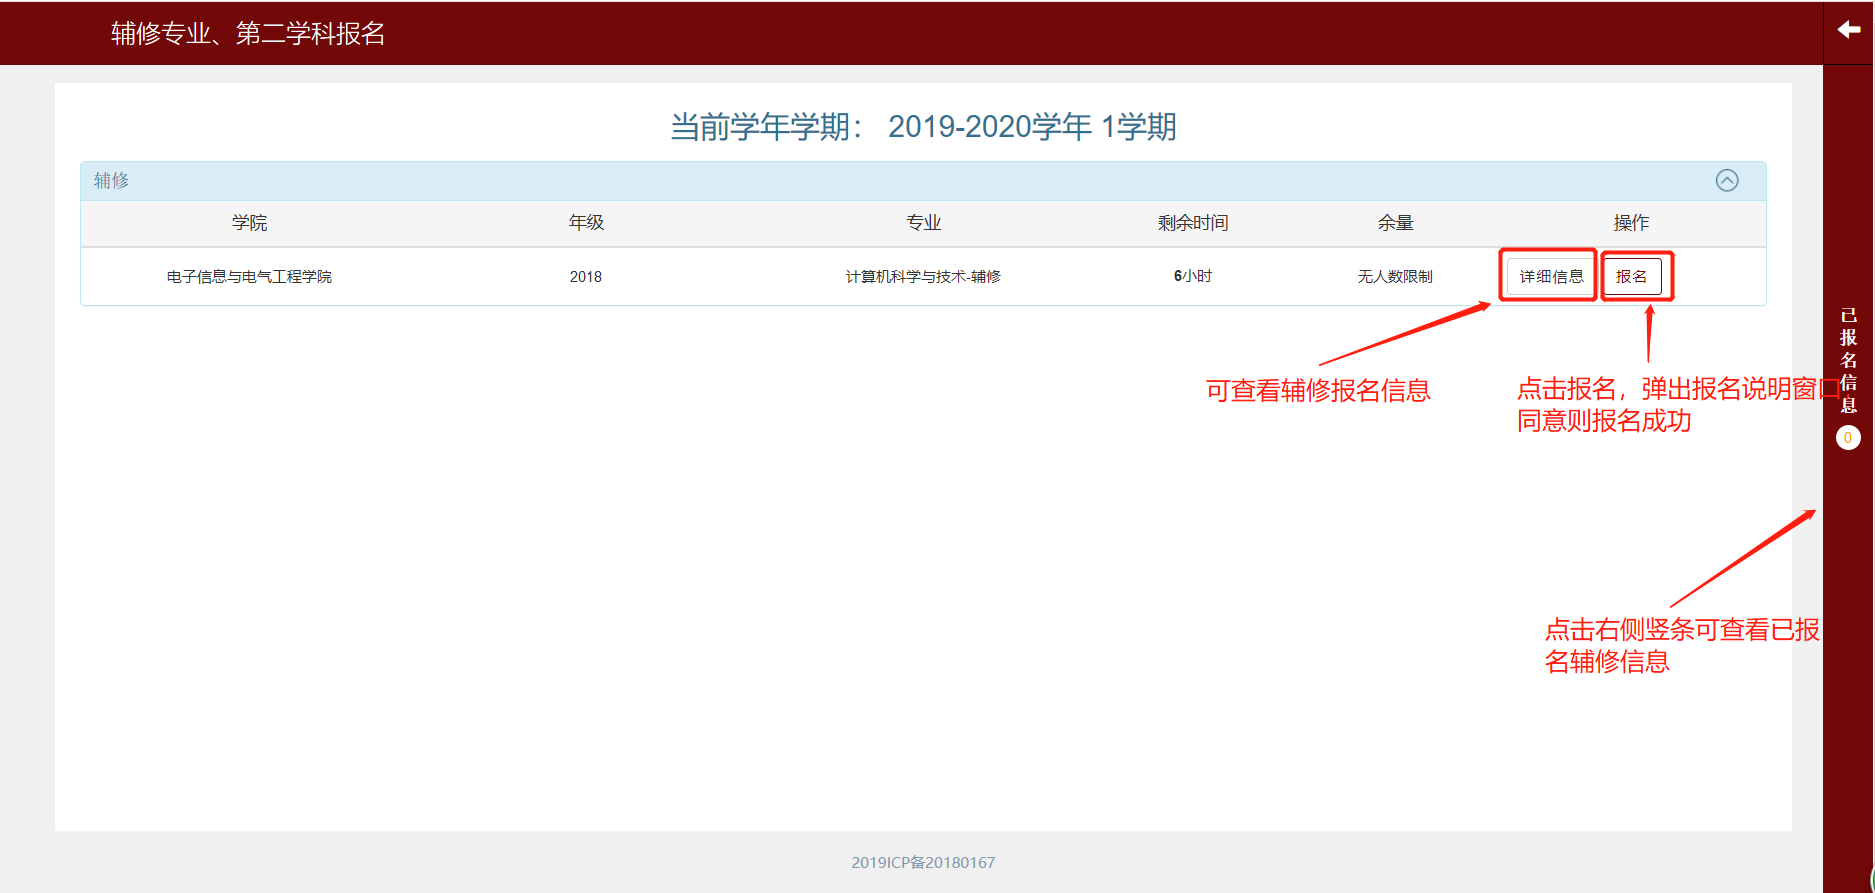 辅修专业、第二学科报名
当前学年学期： 2019-2020学年 1学期
辅修
学院 年级 专业 剩余时间 余量 操作
电子信息与电气工程学院 2018 计算机科学与技术-辅修 6小时 无人数限制 详细信息 报名
可查看辅修报名信息
点击报名，弹出报名说明窗口，
同意则报名成功
已报名信息
0
点击右侧竖条可查看已报
名辅修信息
2019ICP备20180167